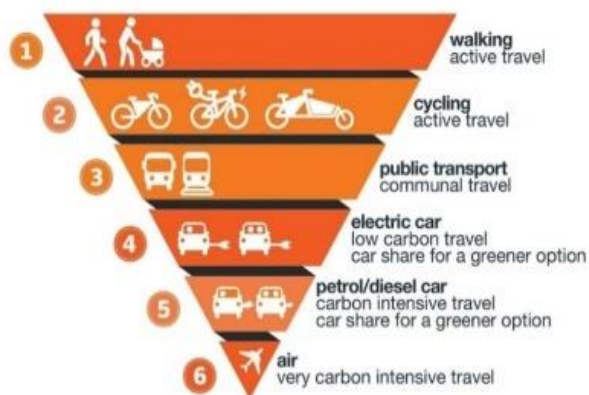 1
walking
active travel
2
cycling
active travel
3
public transport
communal travel
4
electric car
low carbon travel
car share for a greener option
5
petrol/diesel car
carbon intensive travel
car share for a greener option
6
air
very carbon intensive travel